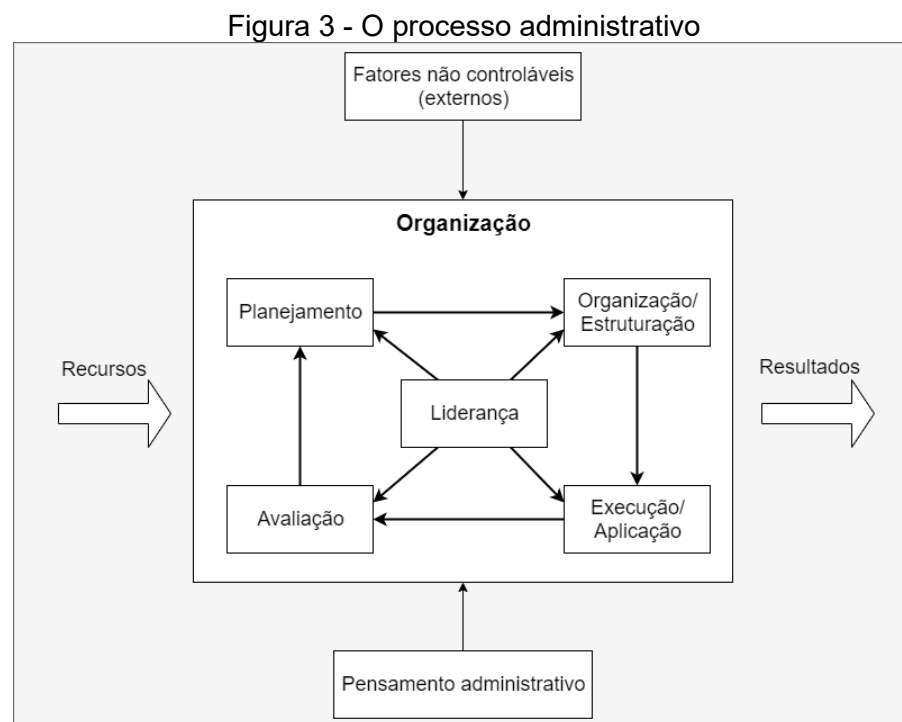 Figura 3 - O processo administrativo
Fatores não controláveis
(externos)
Organização
Planejamento
Organização/
Estruturação
Recursos
Liderança
Resultados
Avaliação
Execução/
Aplicação
Pensamento administrativo